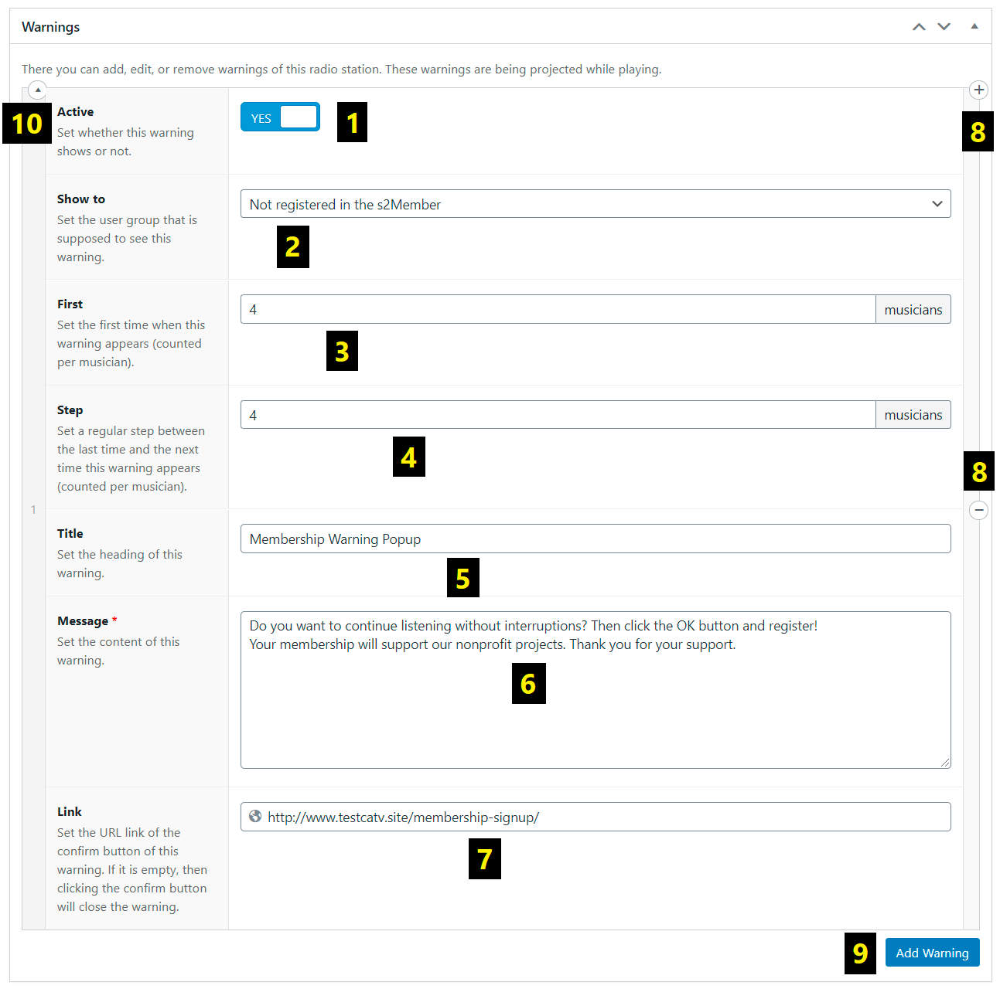 Warnings
There you can add, edit, or remove warnings of this radio station. These warnings are being projected while playing.
10
Active
Set whether this warning
shows or not.
YES
1
8
Show to
Set the user group that is
supposed to see this
warning.
Not registered in the s2Member
2
First
Set the first time when this
warning appears (counted
per musician).
4
musicians
3
Step
Set a regular step between
the last time and the next
time this warning appears
(counted per musician).
4
musicians
4
8
1
Title
Set the heading of this
warning.
Membership Warning Popup
5
Message *
Set the content of this
warning.
Do you want to continue listening without interruptions? Then click the OK button and register!
Your membership will support our nonprofit projects. Thank you for your support.
6
Link
Set the URL link of the
confirm button of this
warning. If it is empty, then
clicking the confirm button
will close the warning.
http://www.testcatv.site/membership-signup/
7
9
Add Warning